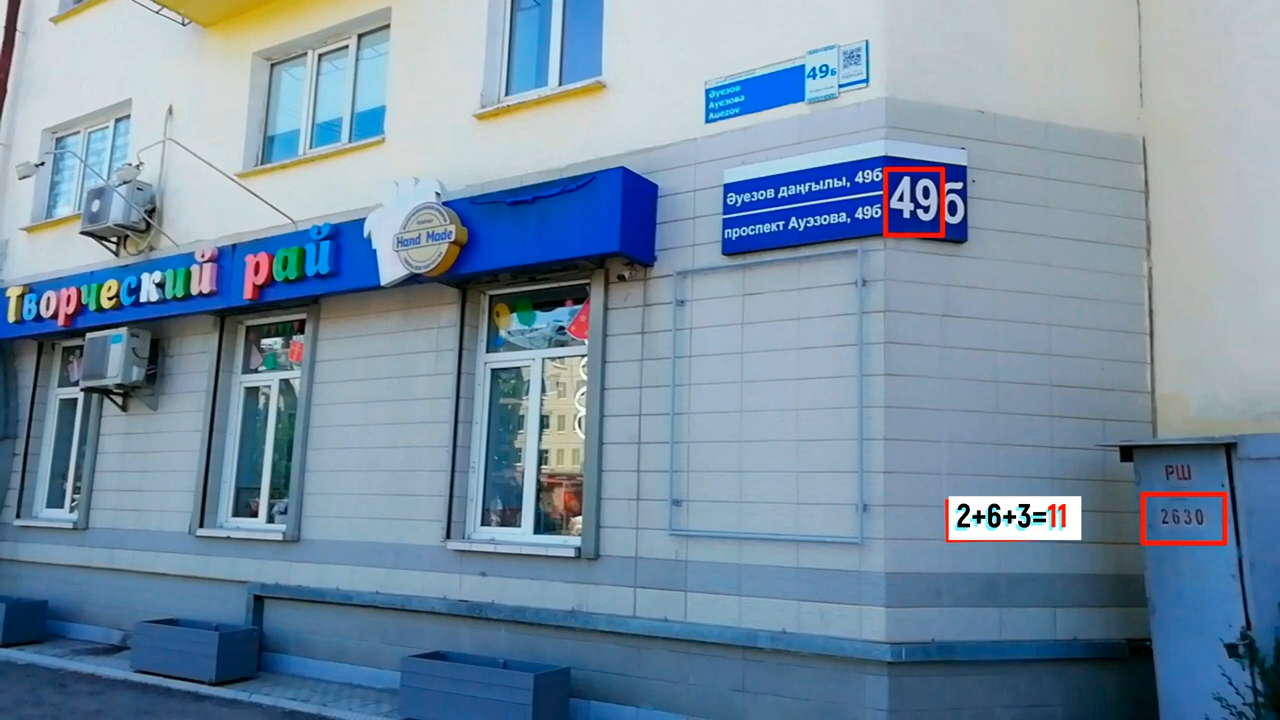 Әуезов
Ауезова
Auezov
49Б
Әуезов даңғылы, 49б
проспект Ауэзова, 49б
49б
Творческий рай
Hand Made
РШ
2630
2+6+3=11